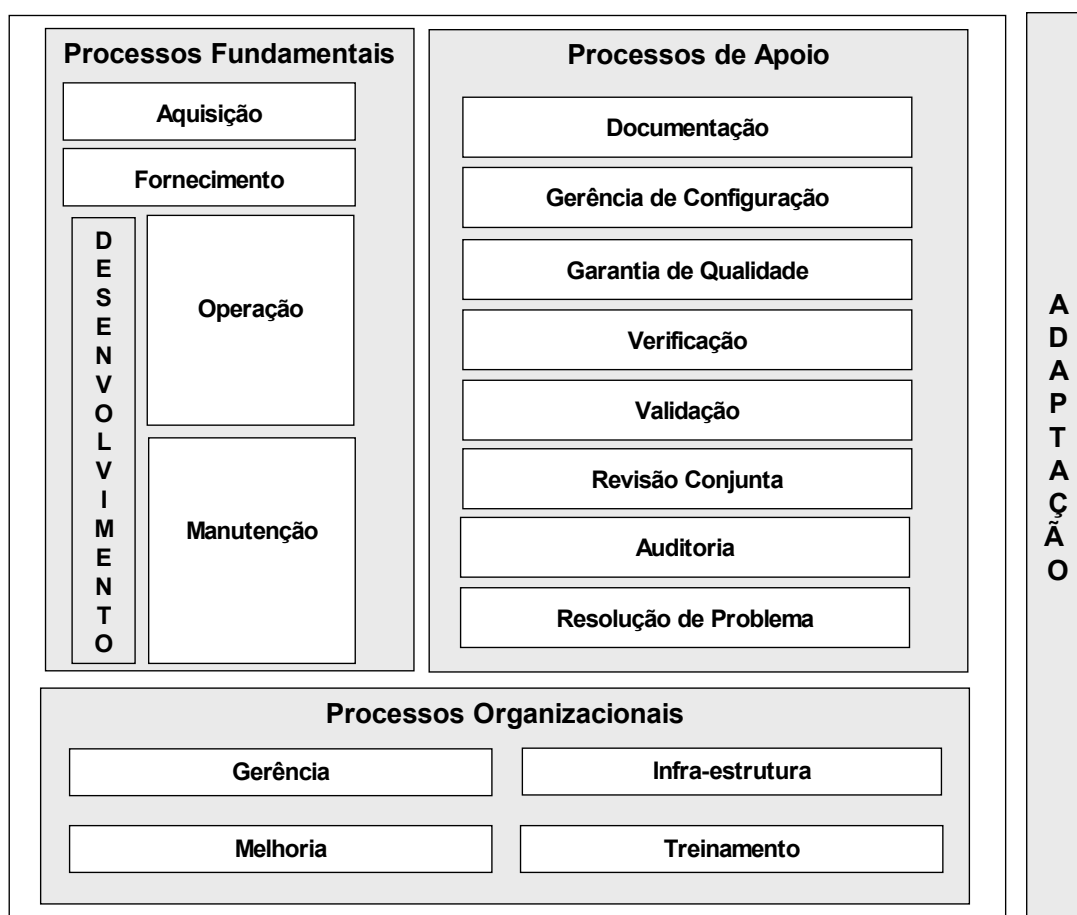 Processos Fundamentais
Aquisição
Fornecimento
DESENVOLVIMENTO
Operação
Manutenção
Processos de Apoio
Documentação
Gerência de Configuração
Garantia de Qualidade
Verificação
Validação
Revisão Conjunta
Auditoria
Resolução de Problema
Processos Organizacionais
Gerência
Infra-estrutura
Melhoria
Treinamento
ADAPTAÇÃO